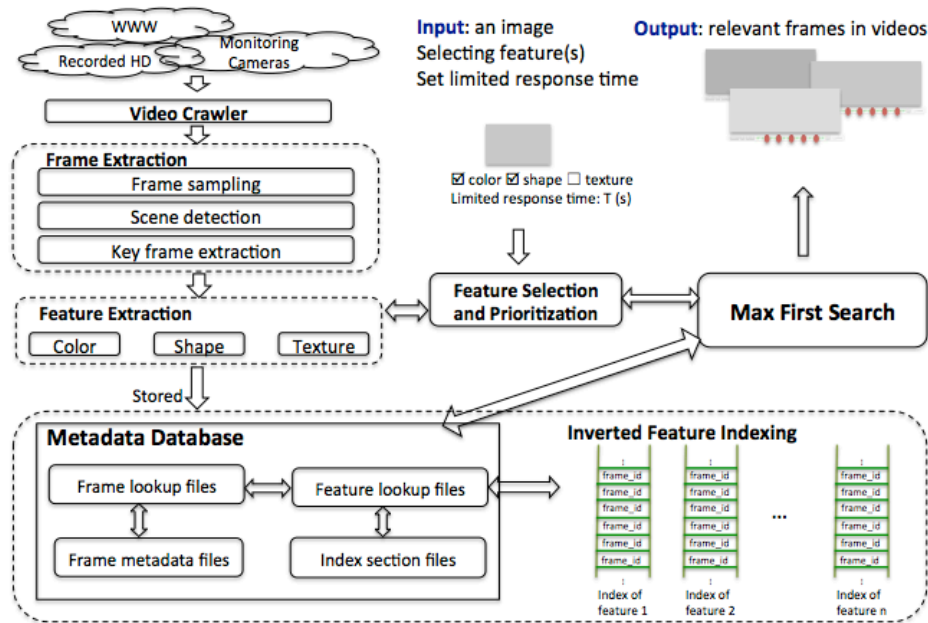 WWW
Recorded HD
Monitoring
Cameras
Video Crawler
Frame Extraction
Frame sampling
Scene detection
Key frame extraction
Feature Extraction
Color
Shape
Texture
Stored
Input: an image
Selecting feature(s)
Set limited response time
☑ color ☑ shape ☐ texture
Limited response time: T (s)
Feature Selection
and Prioritization
Output: relevant frames in videos
Max First Search
Metadata Database
Frame lookup files
Feature lookup files
Frame metadata files
Index section files
Inverted Feature Indexing
:
frame_id
frame_id
frame_id
frame_id
frame_id
frame_id
:
Index of
feature 1
:
frame_id
frame_id
frame_id
frame_id
frame_id
frame_id
:
Index of
feature 2
...
:
frame_id
frame_id
frame_id
frame_id
frame_id
frame_id
:
Index of
feature n